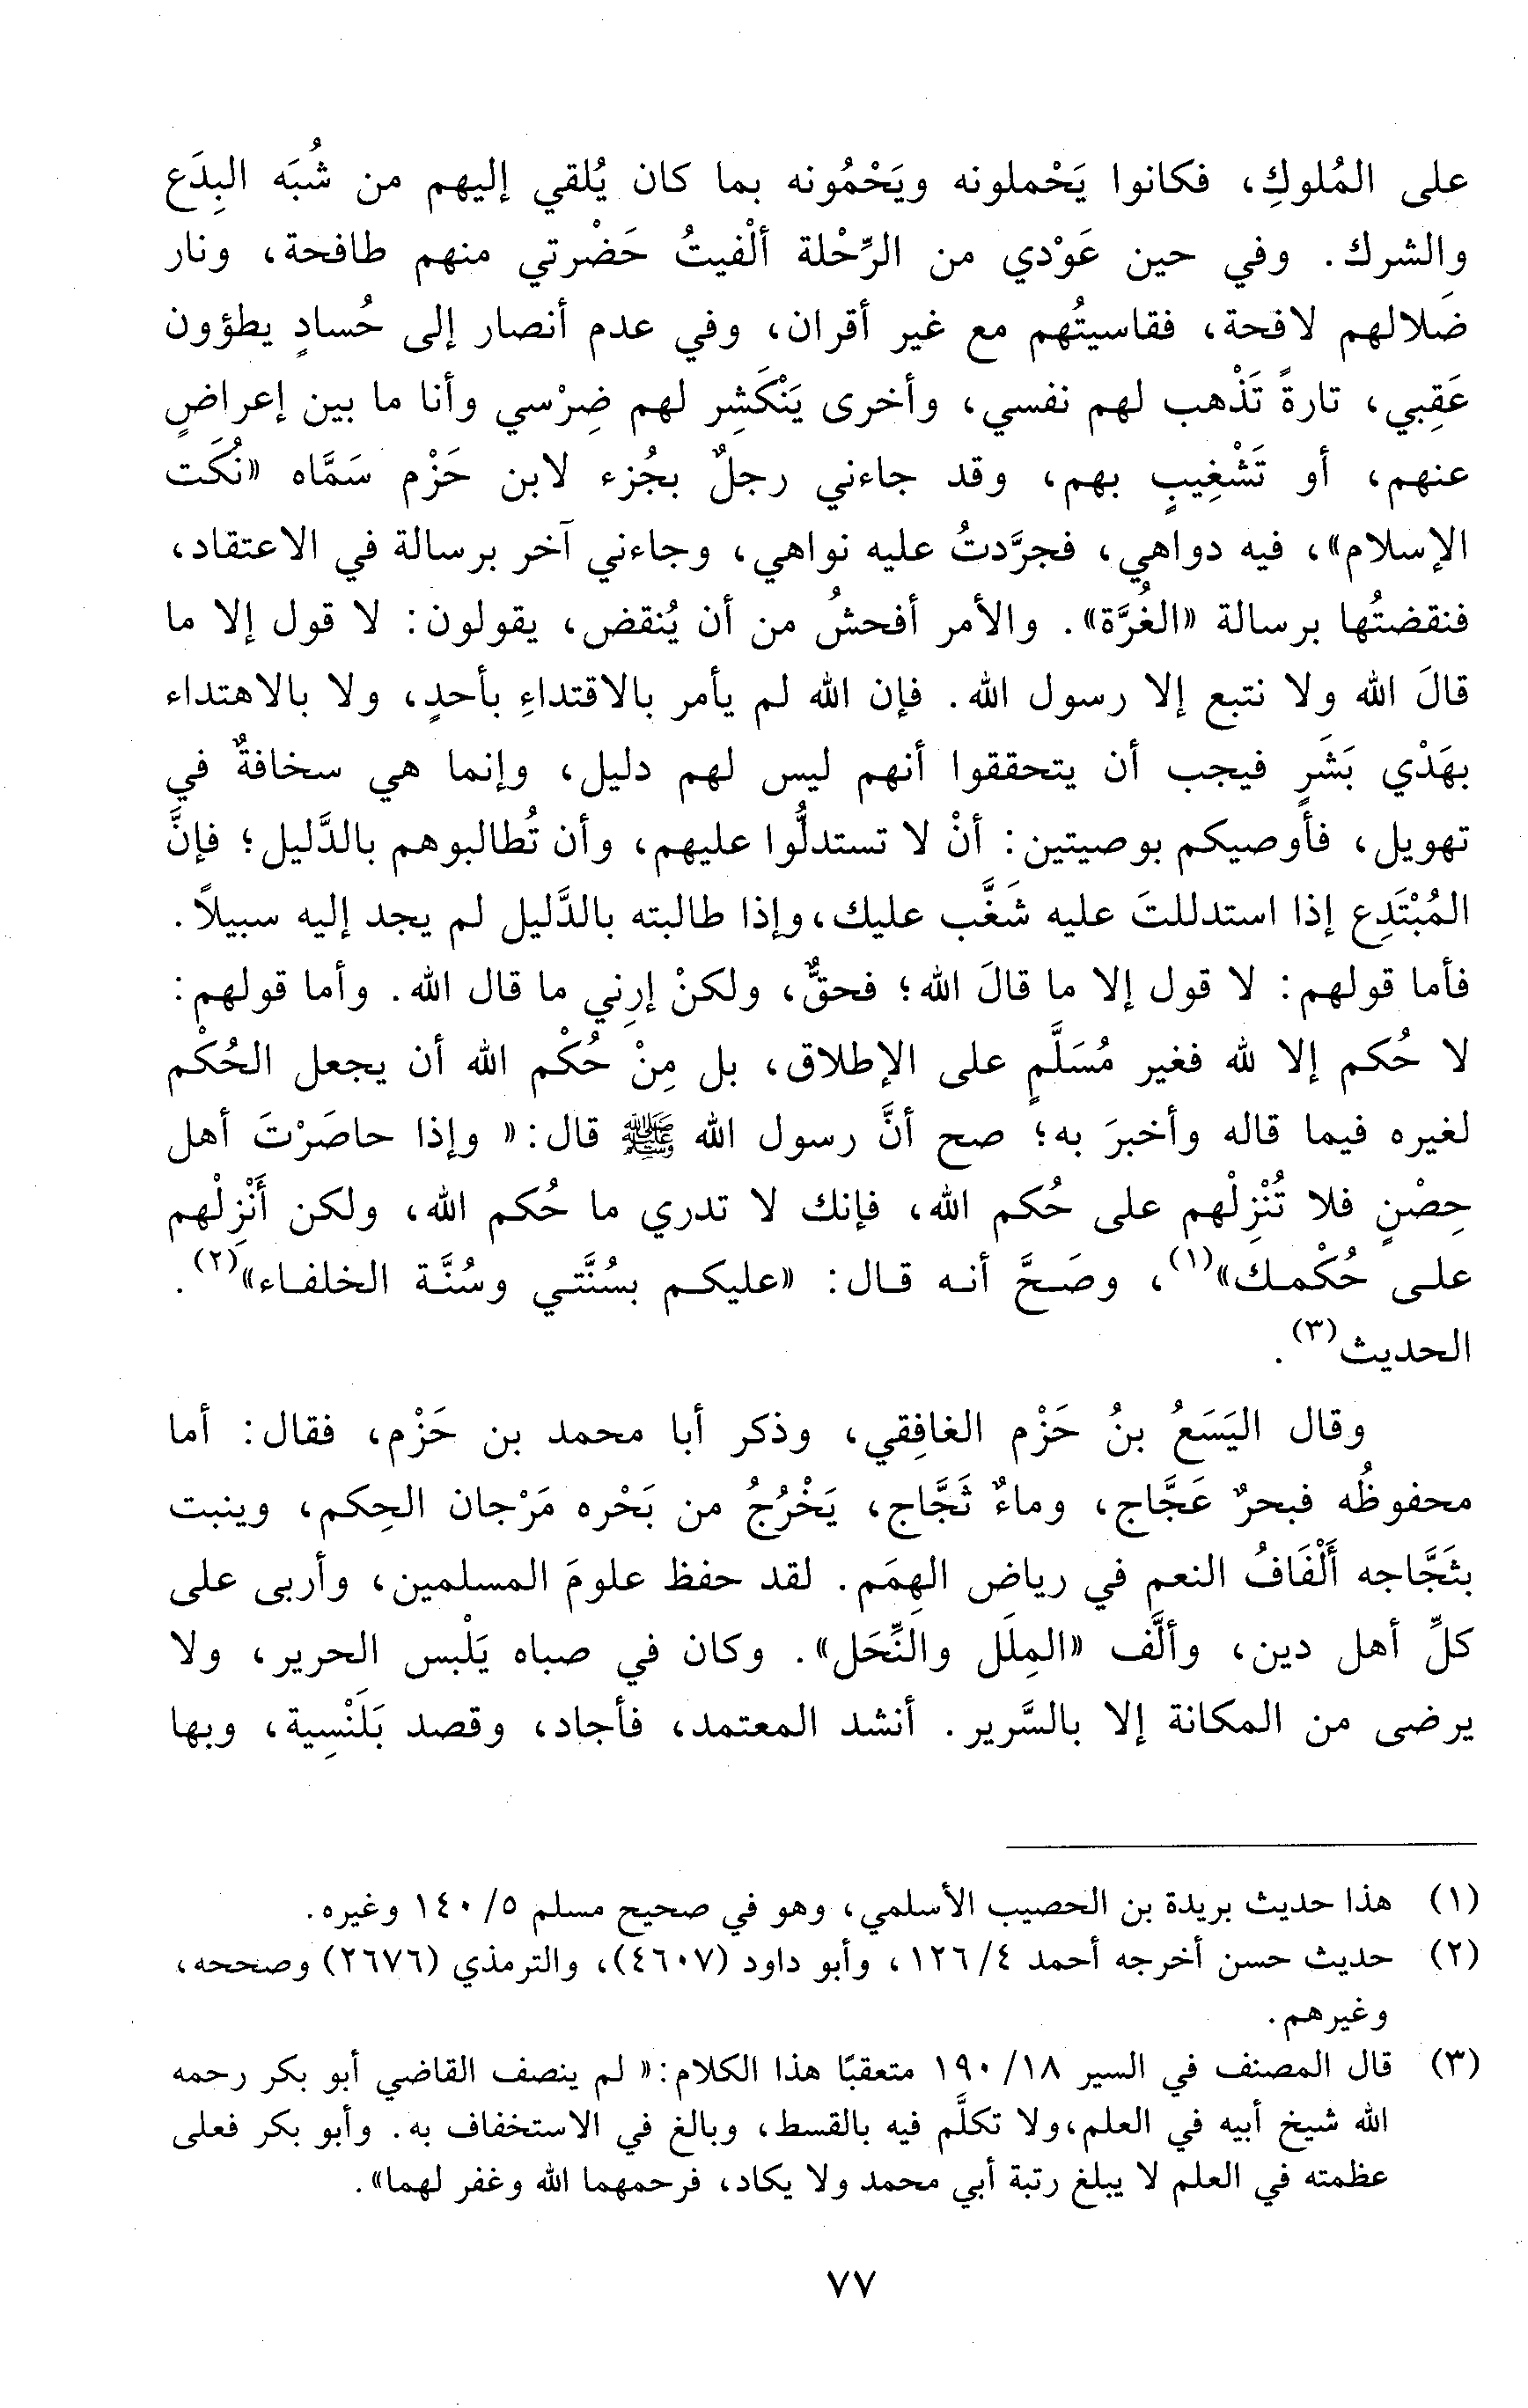 على المُلوكِ، فكانوا يَحْملونه ويَحْمُونه بما كان يُلقي إليهم من شُبَه البِدَع
والشرك. وفي حين عَوْدي من الرِّحْلة ألْفيتُ حَضْرتي منهم طافحة، ونار
ضَلالهم لافحة، فقاسيتُهم مع غير أقران، وفي عدم أنصار إلى حُسادٍ يطؤون
عَقِبي، تارةً تَذْهب لهم نفسي، وأخرى يَنْكَشِر لهم ضِرْسي وأنا ما بين إعراضٍ
عنهم، أو تَشْغِيبٍ بهم، وقد جاءني رجلٌ بجُزء لابن حَزْم سَمَّاه «نُكَت
الإسلام»، فيه دواهي، فجرَّدتُ عليه نواهي، وجاءني آخر برسالة في الاعتقاد،
فنقضتُها برسالة «الغُرَّة». والأمر أفحشُ من أن يُنقض، يقولون: لا قول إلا ما
قالَ الله ولا نتبع إلا رسول الله. فإن الله لم يأمر بالاقتداءِ بأحدٍ، ولا بالاهتداء
بهَدْي بَشَرٍ فيجب أن يتحققوا أنهم ليس لهم دليل، وإنما هي سخافةٌ في
تهويل، فأوصيكم بوصيتين: أنْ لا تستدلُّوا عليهم، وأن تُطالبوهم بالدَّليل؛ فإنَّ
المُبْتَدِع إذا استدللتَ عليه شَغَّب عليك، وإذا طالبته بالدَّليل لم يجد إليه سبيلاً.
فأما قولهم: لا قول إلا ما قالَ الله؛ فحقٌّ، ولكنْ إرِني ما قال الله. وأما قولهم:
لا حُكم إلا لله فغير مُسَلَّمٍ على الإطلاق، بل مِنْ حُكْم الله أن يجعل الحُكْم
لغيره فيما قاله وأخبرَ به؛ صح أنَّ رسول الله ﷺ قال: « وإذا حاصَرْتَ أهل
حِصْنٍ فلا تُنْزِلْهم على حُكم الله، فإنك لا تدري ما حُكم الله، ولكن أَنْزِلْهم
على حُكْمك»(١)، وصَحَّ أنه قال: «عليكم بسُنَّتي وسُنَّة الخلفاء»(٢).
الحديث(٣).
وقال اليَسَعُ بنُ حَزْم الغافِقي، وذكر أبا محمد بن حَزْم، فقال: أما
محفوظُه فبحرٌ عَجَّاج، وماءٌ ثَجَّاج، يَخْرُجُ من بَحْره مَرْجان الحِكم، وينبت
بثَجَّاجه أَلْفَافُ النعم في رياض الهِمَم. لقد حفظ علومَ المسلمين، وأربى على
كلِّ أهل دين، وألَّف «المِلَل والنِّحَل». وكان في صباه يَلْبس الحرير، ولا
يرضى من المكانة إلا بالسَّرير. أنشد المعتمد، فأجاد، وقصد بَلَنْسِية، وبها
(١) هذا حديث بريدة بن الحصيب الأسلمي، وهو في صحيح مسلم ٥/ ١٤٠ وغيره.
(٢) حديث حسن أخرجه أحمد ٤/ ١٢٦، وأبو داود (٤٦٠٧)، والترمذي (٢٦٧٦) وصححه،
وغيرهم.
(٣) قال المصنف في السير ١٨/ ١٩٠ متعقبًا هذا الكلام: « لم ينصف القاضي أبو بكر رحمه
الله شيخ أبيه في العلم، ولا تكلَّم فيه بالقسط، وبالغ في الاستخفاف به. وأبو بكر فعلى
عظمته في العلم لا يبلغ رتبة أبي محمد ولا يكاد، فرحمهما الله وغفر لهما».
٧٧